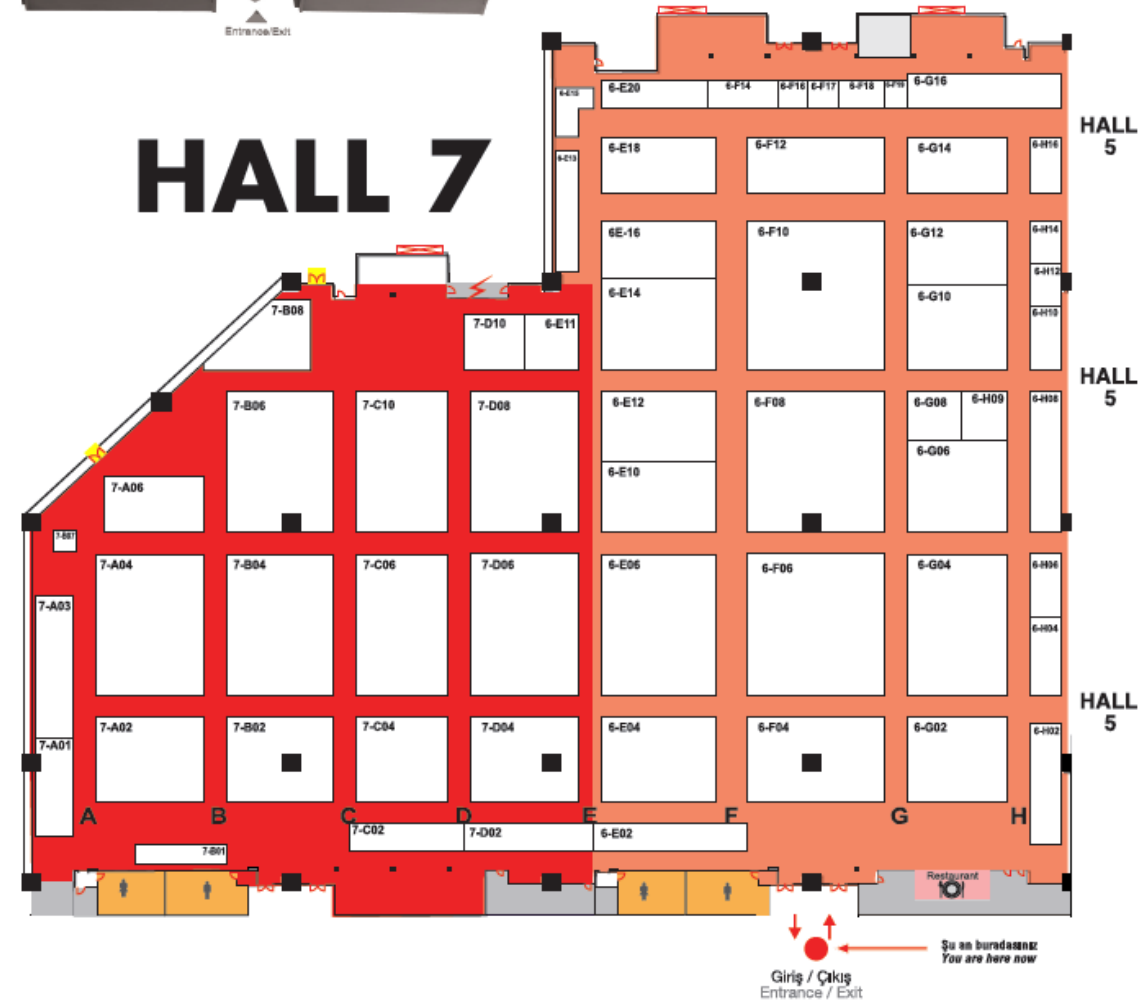 Entrance/Exit
HALL 7
6-E20
6-F14
6-F16
6-F17
6-F18
6-F19
6-G16
6-E15
HALL
5
6-E13
6-E18
6-F12
6-G14
6-H16
6E-16
6-F10
6-G12
6-H14
6-H12
6-E14
6-G10
6-H10
7-B08
7-D10
6-E11
HALL
5
7-B06
7-C10
7-D08
6-E12
6-F08
6-G08
6-H09
6-H08
6-E10
6-G06
7-A06
7-A04
7-B04
7-C06
7-D06
6-E06
6-F06
6-G04
6-H06
7-A03
6-H04
HALL
5
7-A02
7-B02
7-C04
7-D04
6-E04
6-F04
6-G02
6-H02
7-A01
A
B
C
D
E
F
G
H
7-C02
7-D02
6-E02
7-B01
Restaurant
Şu an buradasınız
You are here now
Giriş / Çıkış
Entrance / Exit